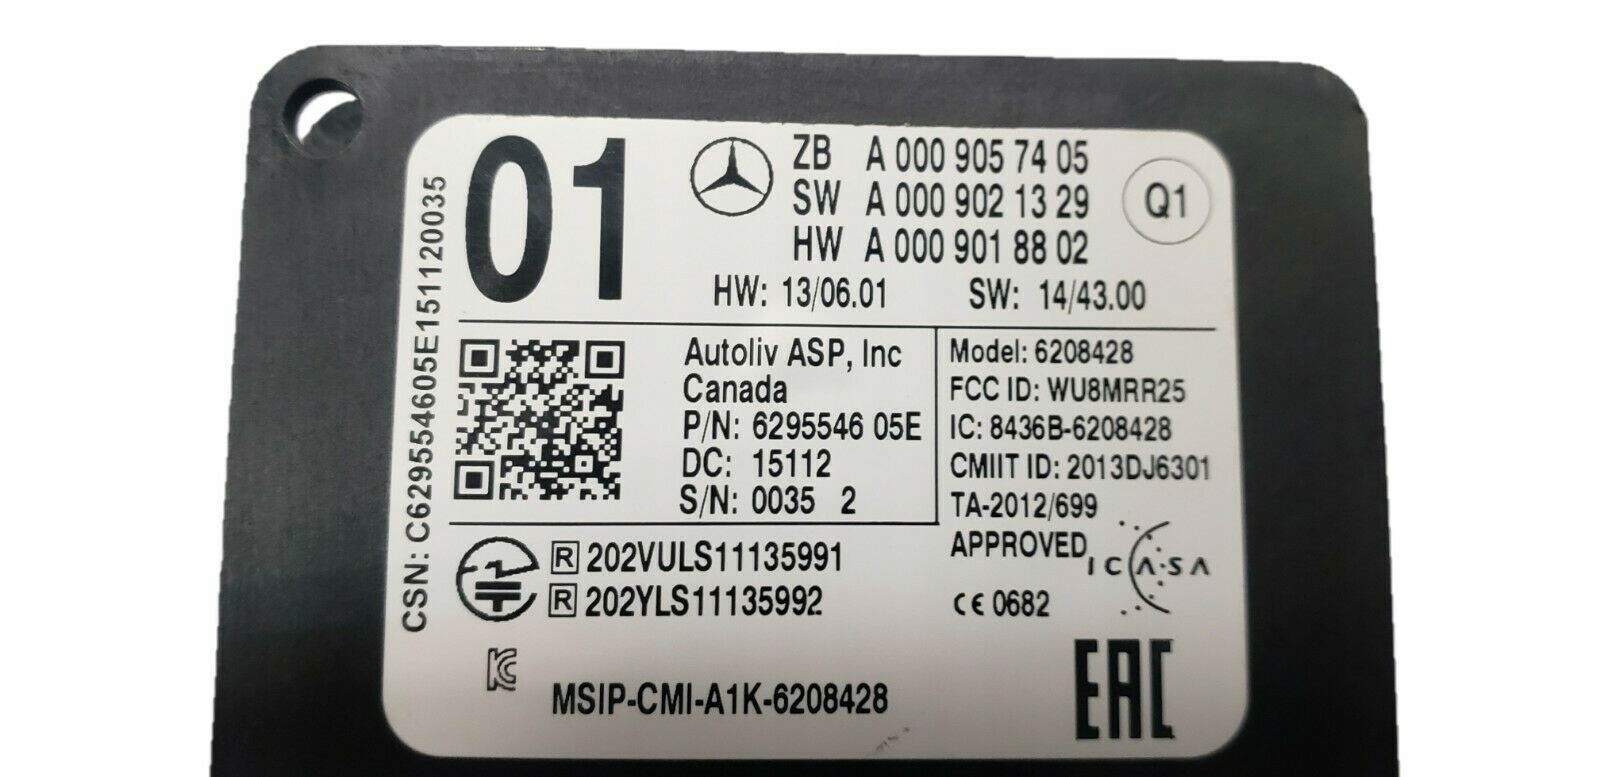 01
ZB A 000 905 74 05
SW A 000 902 13 29
HW A 000 901 88 02
Q1
HW: 13/06.01 SW: 14/43.00
CSN: C629554605E151120035
Autoliv ASP, Inc
Canada
P/N: 6295546 05E
DC: 15112
S/N: 0035 2
Model: 6208428
FCC ID: WU8MRR25
IC: 8436B-6208428
CMIIT ID: 2013DJ6301
TA-2012/699
APPROVED
ICASA
CE 0682
R 202VULS11135991
R 202YLS11135992
KC
MSIP-CMI-A1K-6208428
EAC